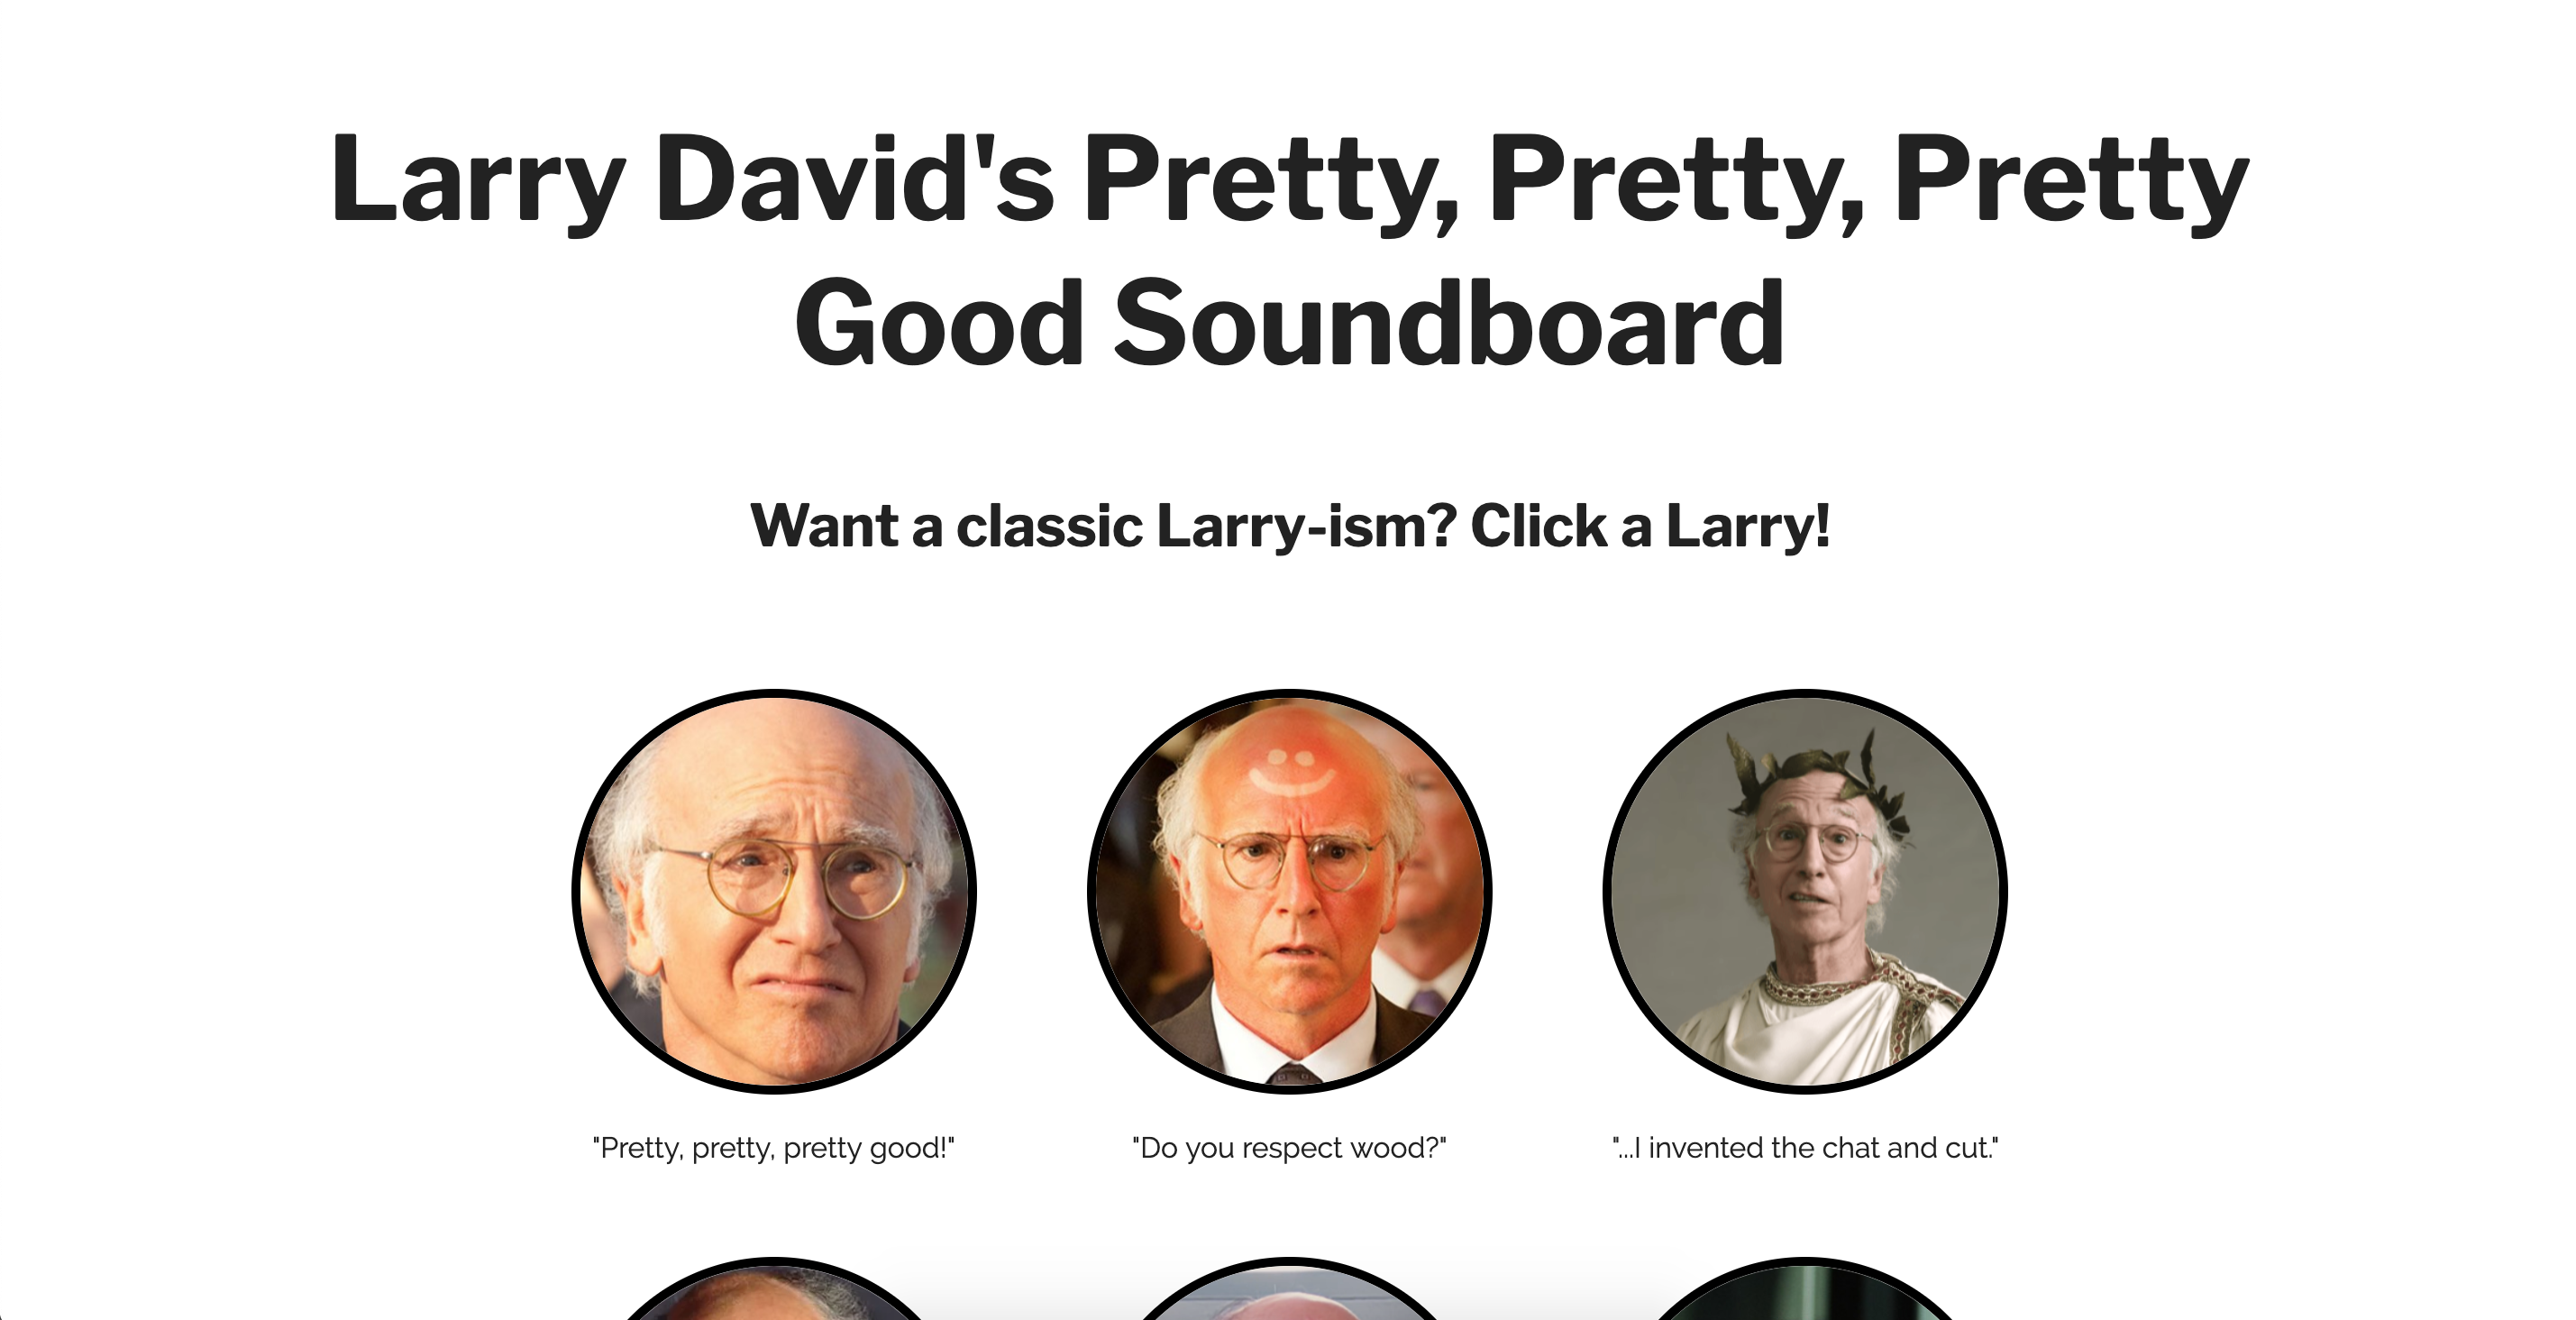 Larry David's Pretty, Pretty, Pretty
Good Soundboard
Want a classic Larry-ism? Click a Larry!
"Pretty, pretty, pretty good!"
"Do you respect wood?"
"...I invented the chat and cut."